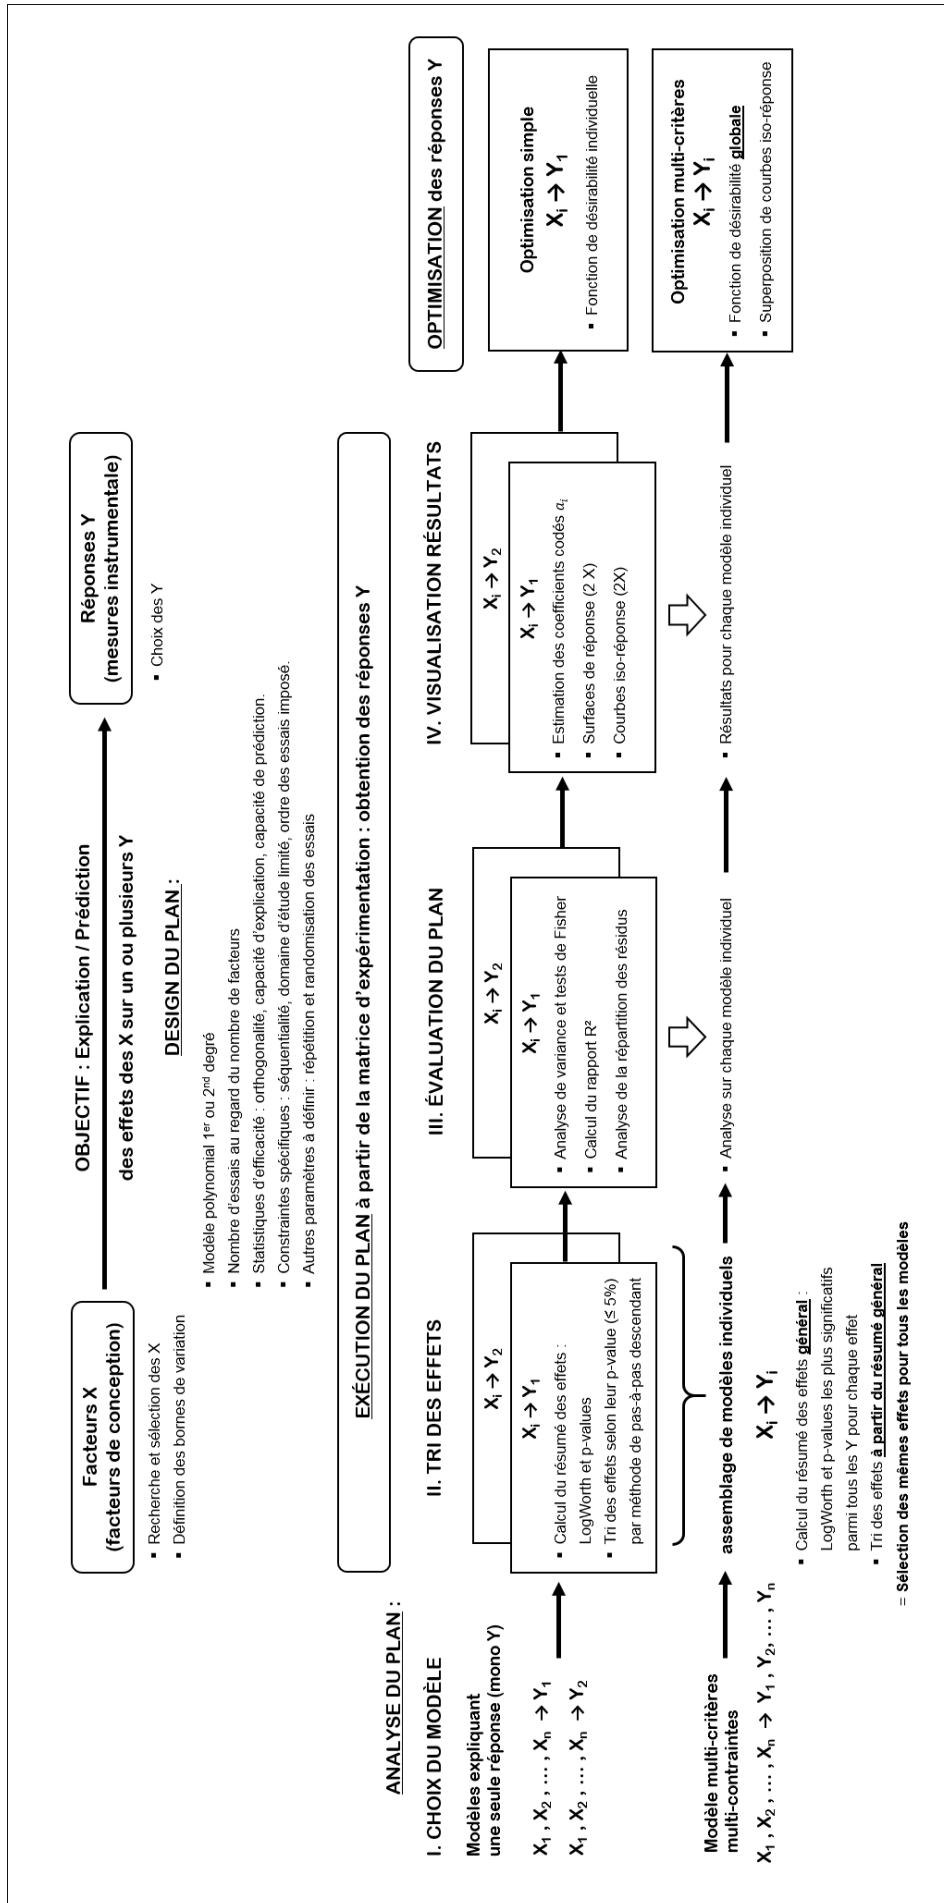 Facteurs X
(facteurs de conception)
▪ Recherche et sélection des X
▪ Définition des bornes de variation
OBJECTIF : Explication / Prédiction
des effets des X sur un ou plusieurs Y
Réponses Y
(mesures instrumentale)
▪ Choix des Y
DESIGN DU PLAN :
▪ Modèle polynomial 1er ou 2nd degré
▪ Nombre d'essais au regard du nombre de facteurs
▪ Statistiques d'efficacité : orthogonalité, capacité d'explication, capacité de prédiction.
▪ Constraintes spécifiques : séquentialité, domaine d'étude limité, ordre des essais imposé.
▪ Autres paramètres à définir : répétition et randomisation des essais
EXÉCUTION DU PLAN à partir de la matrice d'expérimentation : obtention des réponses Y
ANALYSE DU PLAN :
I. CHOIX DU MODÈLE
Modèles expliquant
une seule réponse (mono Y)
X1 , X2 , … , Xn → Y1
X1 , X2 , … , Xn → Y2
Modèle multi-critères
multi-contraintes
X1 , X2 , … , Xn → Y1 , Y2, … , Yn
II. TRI DES EFFETS
Xi → Y2
Xi → Y1
▪ Calcul du résumé des effets :
LogWorth et p-values
▪ Tri des effets selon leur p-value (≤ 5%)
par méthode de pas-à-pas descendant
assemblage de modèles individuels
Xi → Yi
▪ Calcul du résumé des effets général :
LogWorth et p-values les plus significatifs
parmi tous les Y pour chaque effet
▪ Tri des effets à partir du résumé général
= Sélection des mêmes effets pour tous les modèles
III. ÉVALUATION DU PLAN
Xi → Y2
Xi → Y1
▪ Analyse de variance et tests de Fisher
▪ Calcul du rapport R²
▪ Analyse de la répartition des résidus
▪ Analyse sur chaque modèle individuel
IV. VISUALISATION RÉSULTATS
Xi → Y2
Xi → Y1
▪ Estimation des coefficients codés ai
▪ Surfaces de réponse (2 X)
▪ Courbes iso-réponse (2X)
▪ Résultats pour chaque modèle individuel
OPTIMISATION des réponses Y
Optimisation simple
Xi → Y1
▪ Fonction de désirabilité individuelle
Optimisation multi-critères
Xi → Yi
▪ Fonction de désirabilité globale
▪ Superposition de courbes iso-réponse